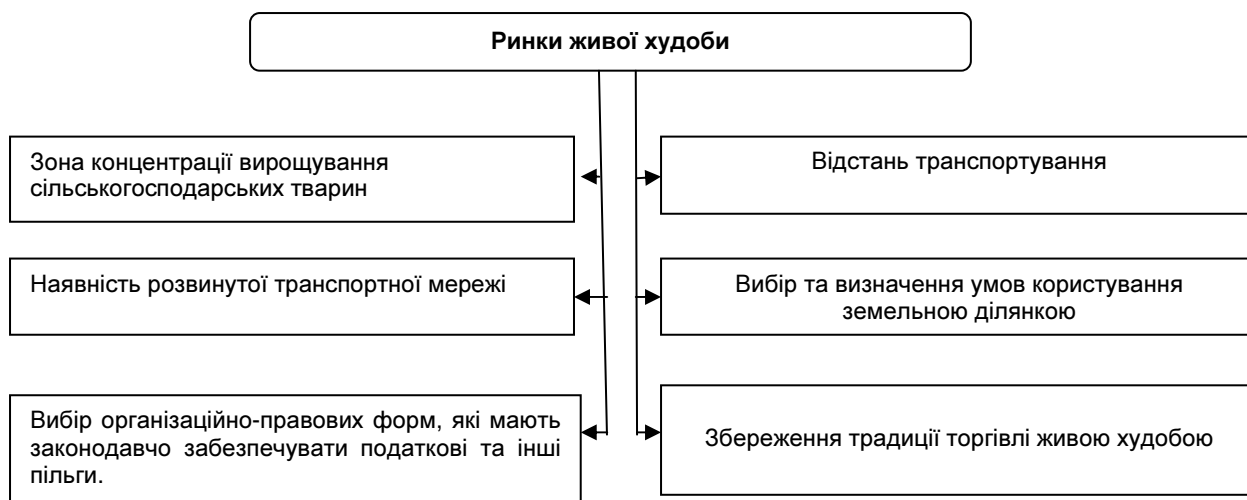 Ринки живої худоби
Зона концентрації вирощування
сільськогосподарських тварин
Відстань транспортування
Наявність розвинутої транспортної мережі
Вибір та визначення умов користування
земельною ділянкою
Вибір організаційно-правових форм, які мають
законодавчо забезпечувати податкові та інші
пільги.
Збереження традиції торгівлі живою худобою